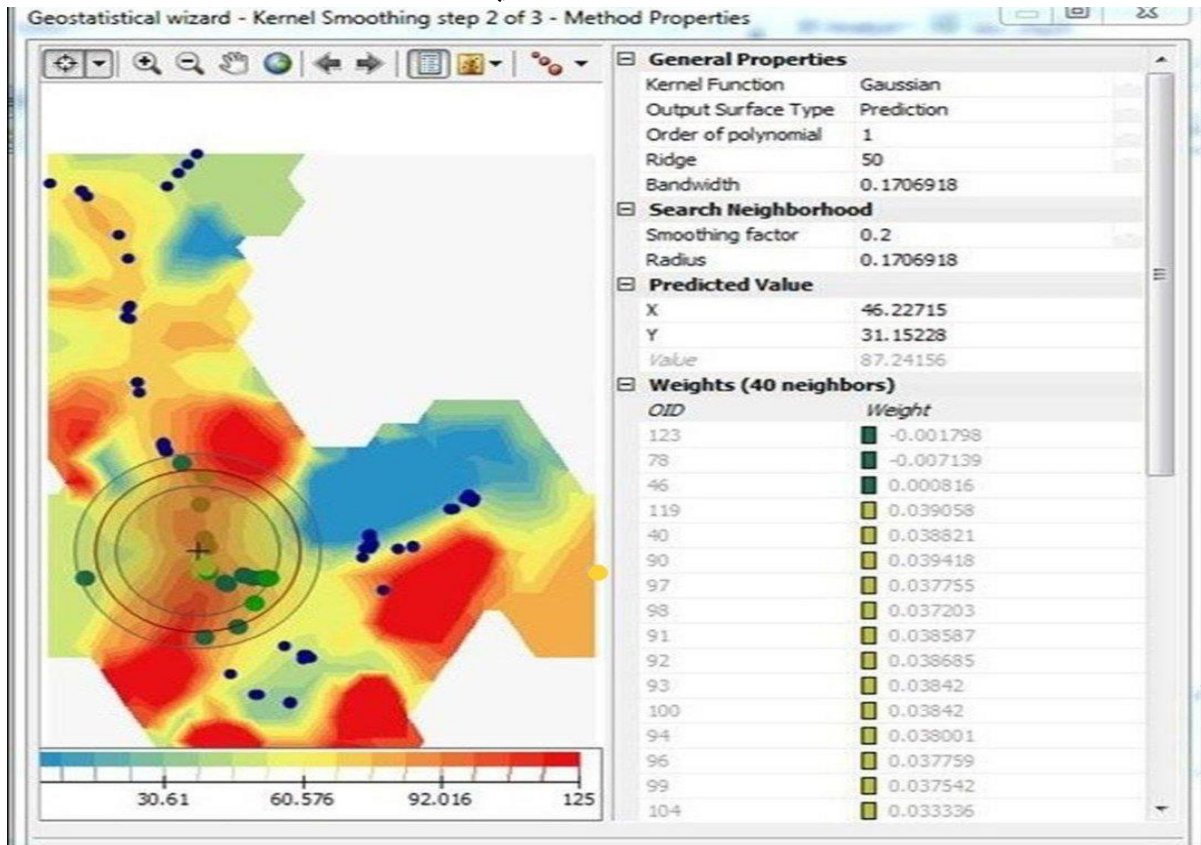 Geostatistical wizard - Kernel Smoothing step 2 of 3 - Method Properties
General Properties
Kernel Function Gaussian
Output Surface Type Prediction
Order of polynomial 1
Ridge 50
Bandwidth 0.1706918
Search Neighborhood
Smoothing factor 0.2
Radius 0.1706918
Predicted Value
X 46.22715
Y 31.15228
Value 87.24156
Weights (40 neighbors)
OID Weight
123 -0.001798
78 -0.007139
46 0.000816
119 0.039058
40 0.038821
90 0.039418
97 0.037755
98 0.037203
91 0.038587
92 0.038685
93 0.03842
100 0.03842
94 0.038001
96 0.037759
99 0.037542
104 0.033336
30.61 60.576 92.016 125